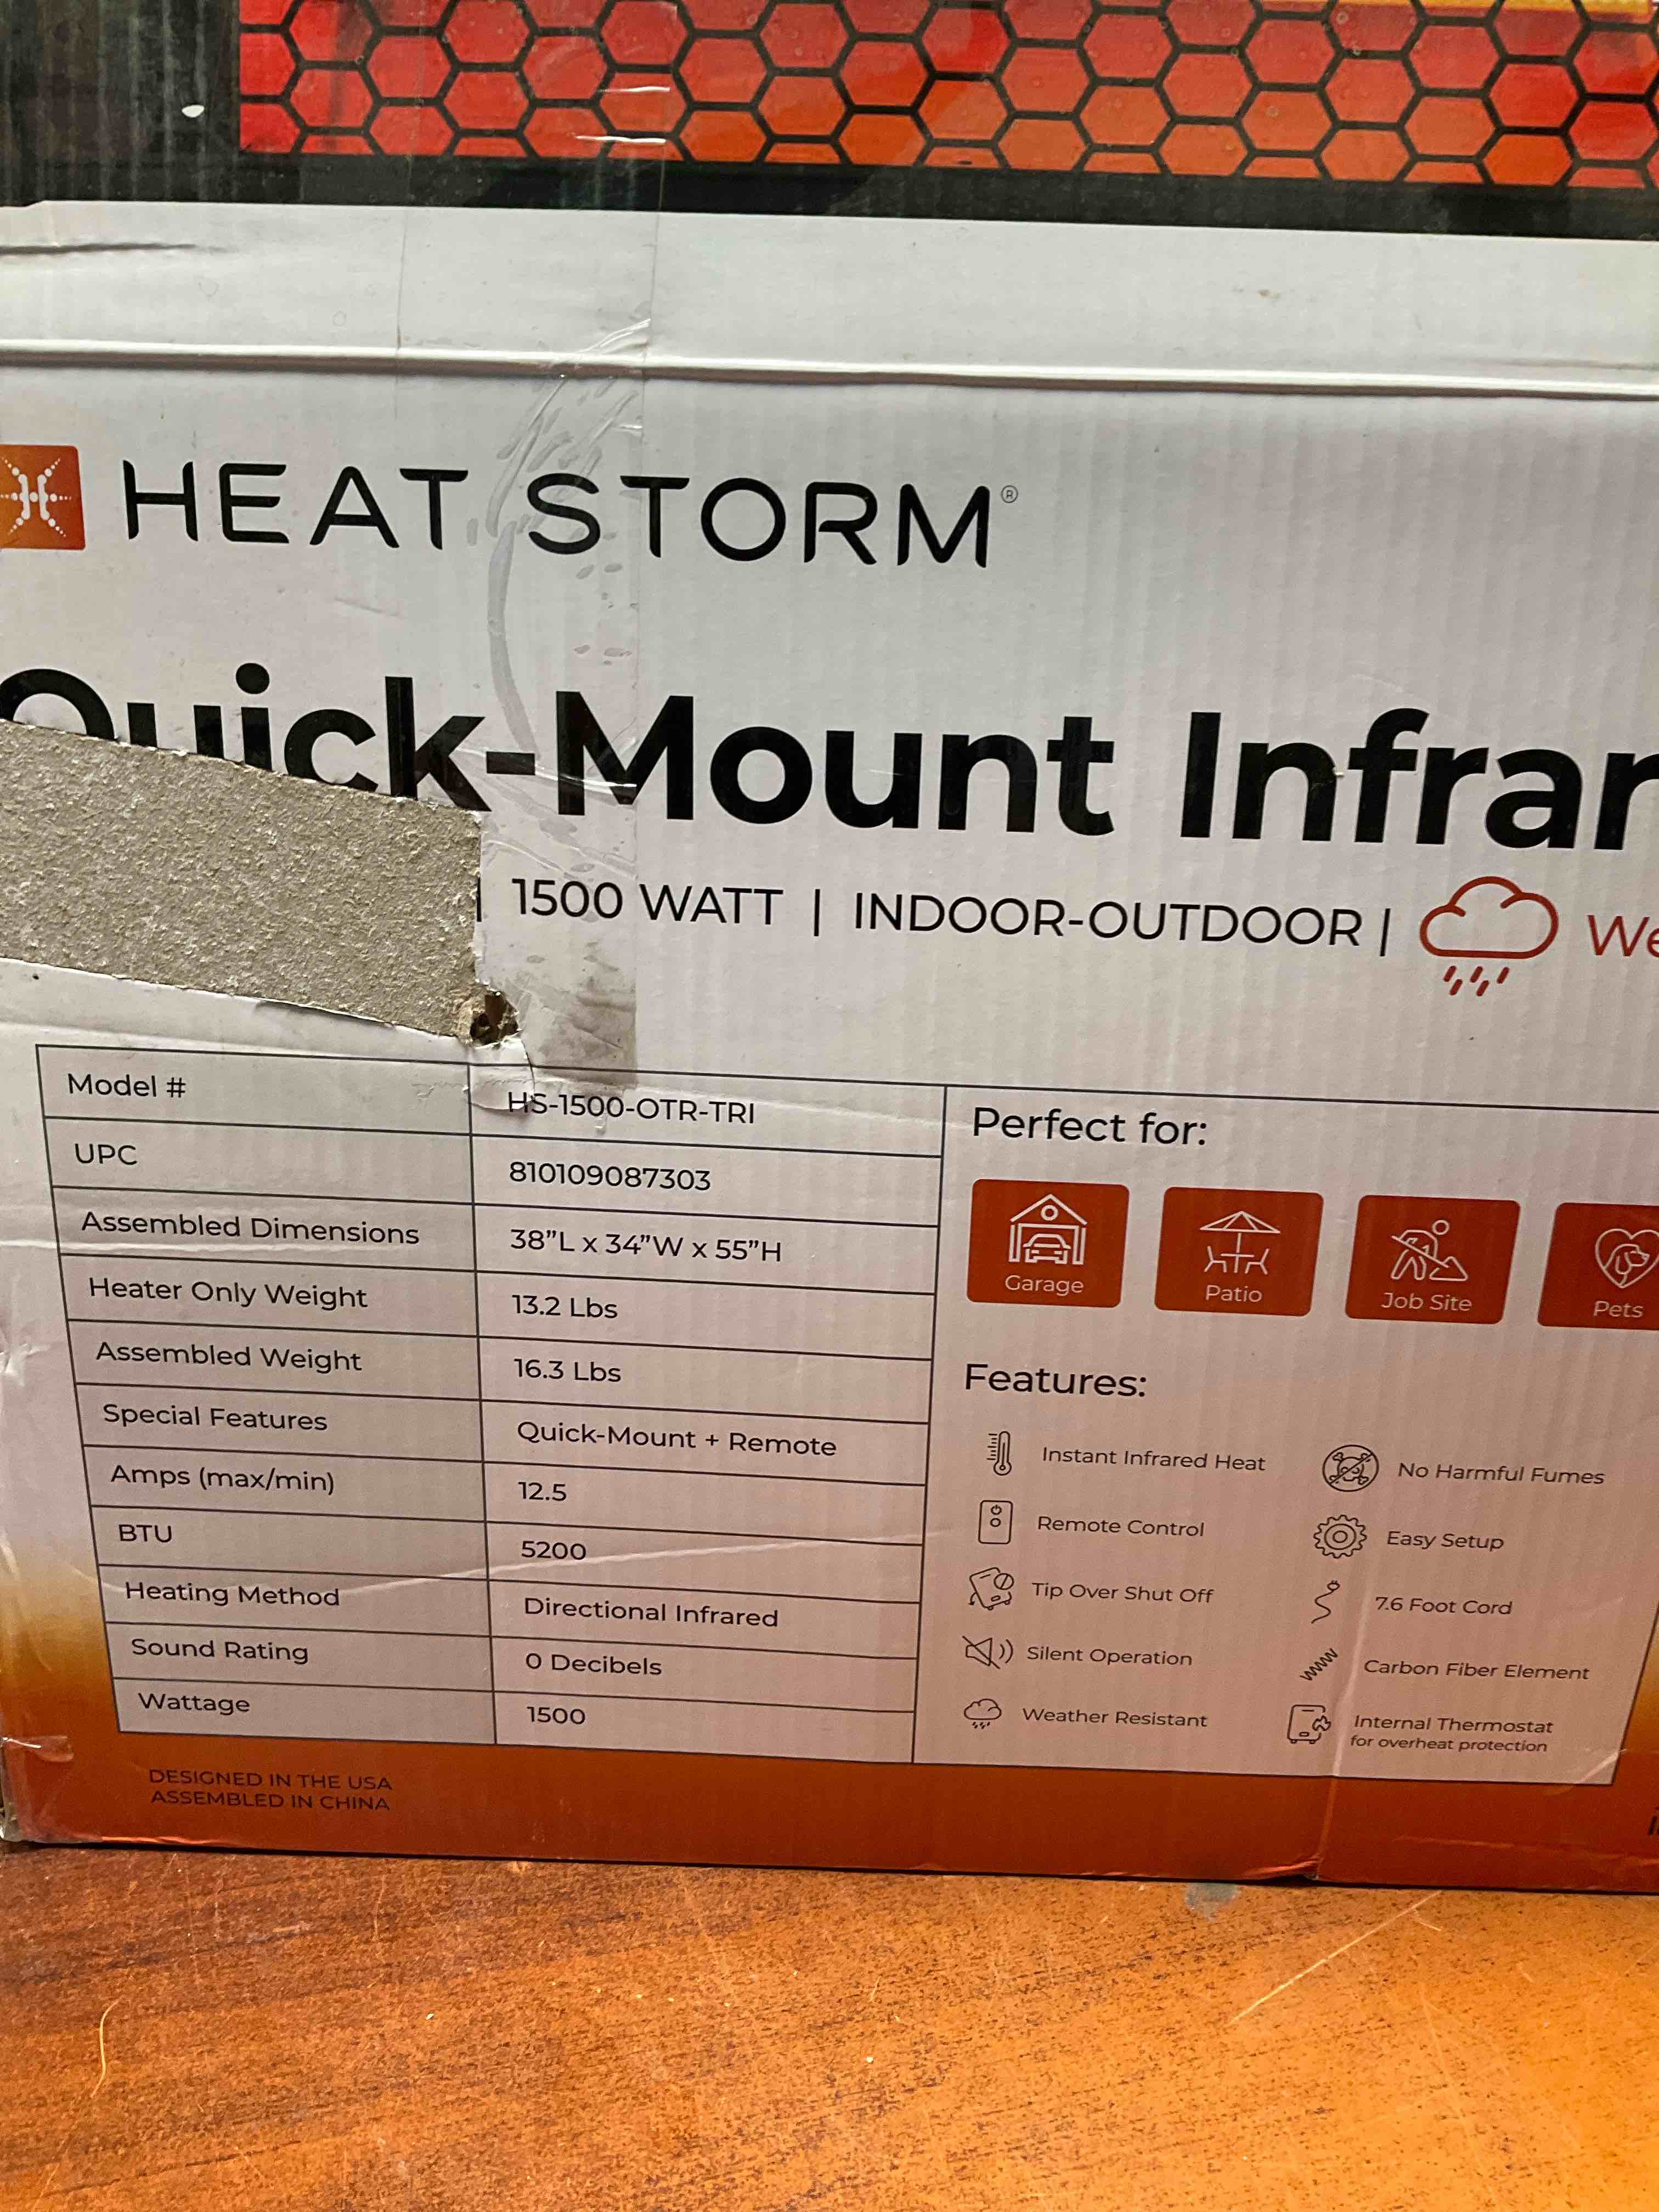 HEAT STORM®
Quick-Mount
1500 WATT | INDOOR-OUTDOOR |
Model # HS-1500-OTR-TRI
UPC 810109087303
Assembled Dimensions 38”L x 34”W x 55”H
Heater Only Weight 13.2 Lbs
Assembled Weight 16.3 Lbs
Special Features Quick-Mount + Remote
Amps (max/min) 12.5
BTU 5200
Heating Method Directional Infrared
Sound Rating 0 Decibels
Wattage 1500
DESIGNED IN THE USA
ASSEMBLED IN CHINA
Perfect for:
Garage
Patio
Job Site
Pets
Features:
Instant Infrared Heat
Remote Control
Tip Over Shut Off
Silent Operation
Weather Resistant
No Harmful Fumes
Easy Setup
7.6 Foot Cord
Carbon Fiber Element
Internal Thermostat
for overheat protection